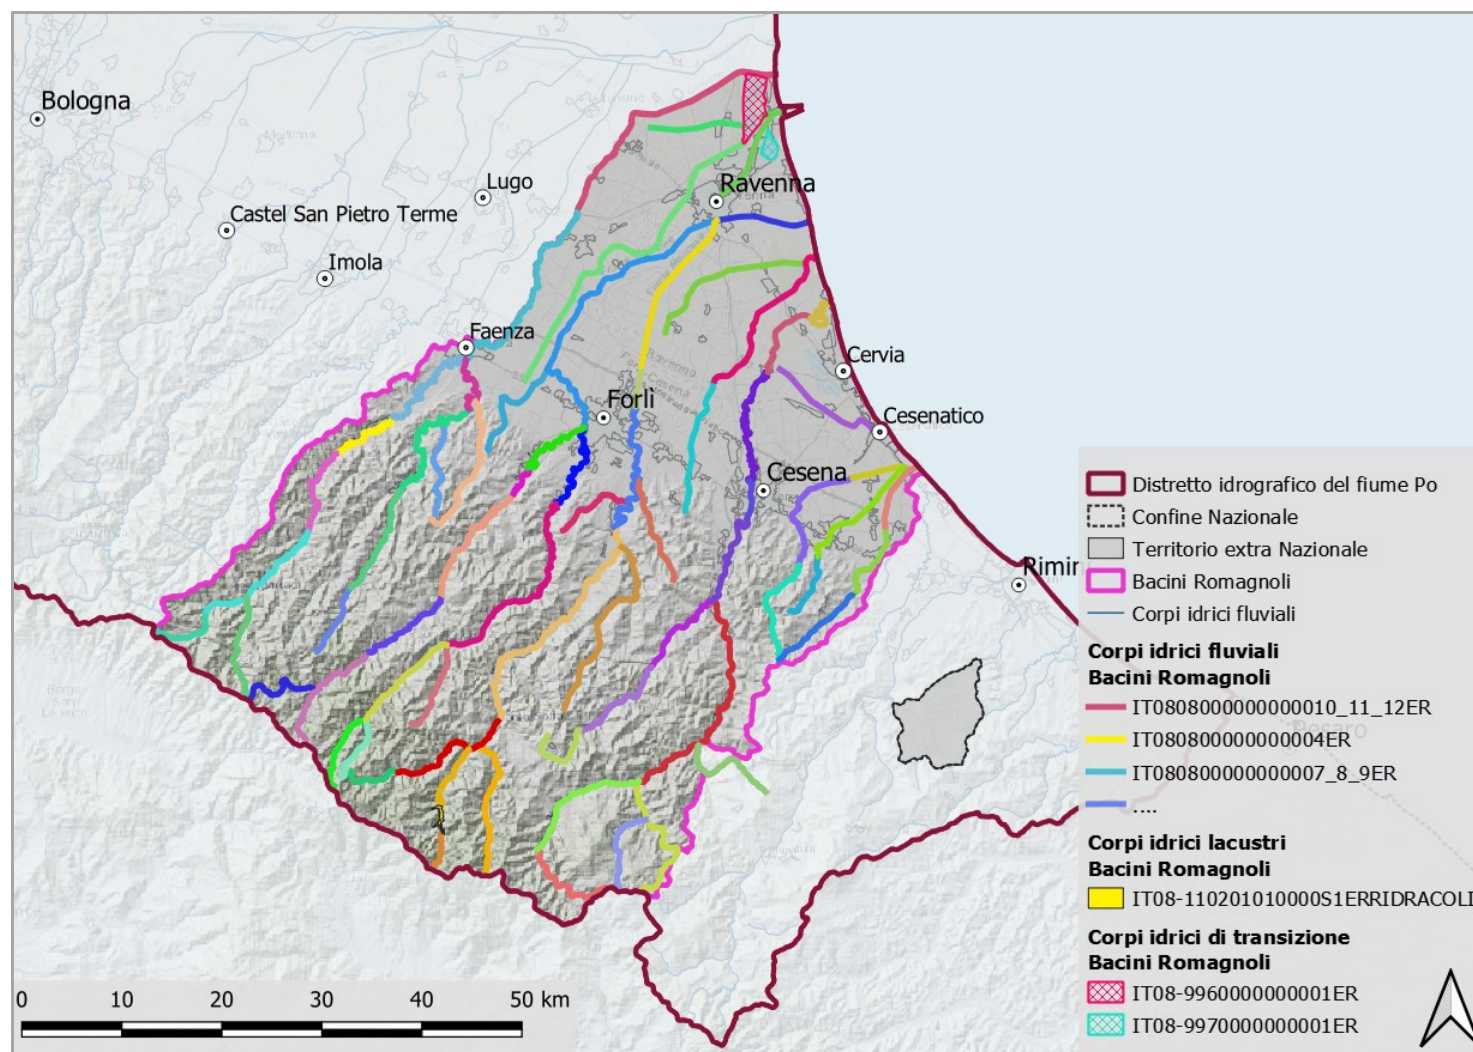 Bologna
Lugo
Ravenna
Castel San Pietro Terme
Imola
Faenza
Cervia
Forlì
Cesenatico
Cesena
Rimir
Distretto idrografico del fiume Po
Confine Nazionale
Territorio extra Nazionale
Bacini Romagnoli
Corpi idrici fluviali
Corpi idrici fluviali
Bacini Romagnoli
IT0808000000000010_11_12ER
IT080800000000004ER
IT080800000000007_8_9ER
....
Corpi idrici lacustri
Bacini Romagnoli
IT08-110201010000S1ERRIDRACOLI
Corpi idrici di transizione
Bacini Romagnoli
IT08-9960000000001ER
IT08-9970000000001ER
Pesaro
0 10 20 30 40 50 km